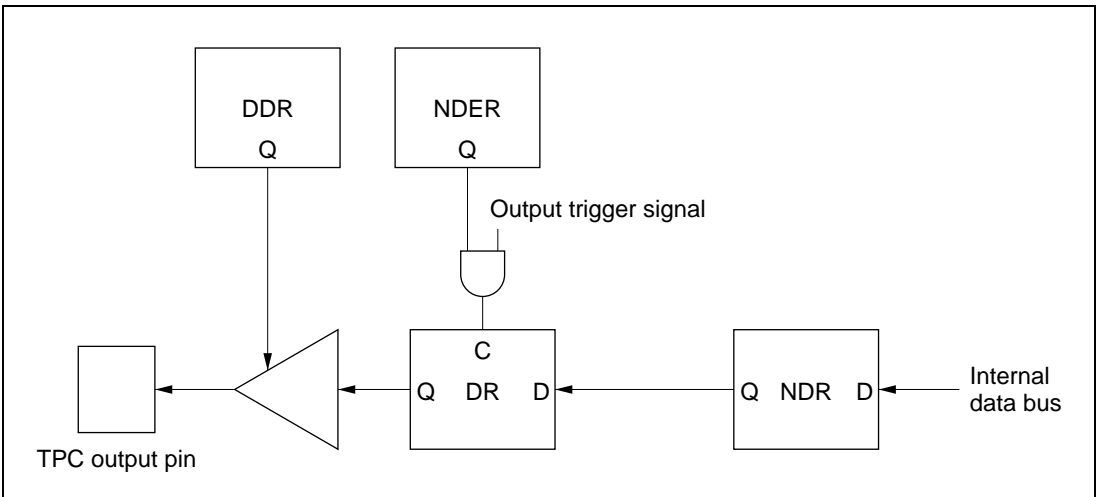 DDR
Q
NDER
Q
Output trigger signal
C
Q DR D
Q NDR D
Internal
data bus
TPC output pin